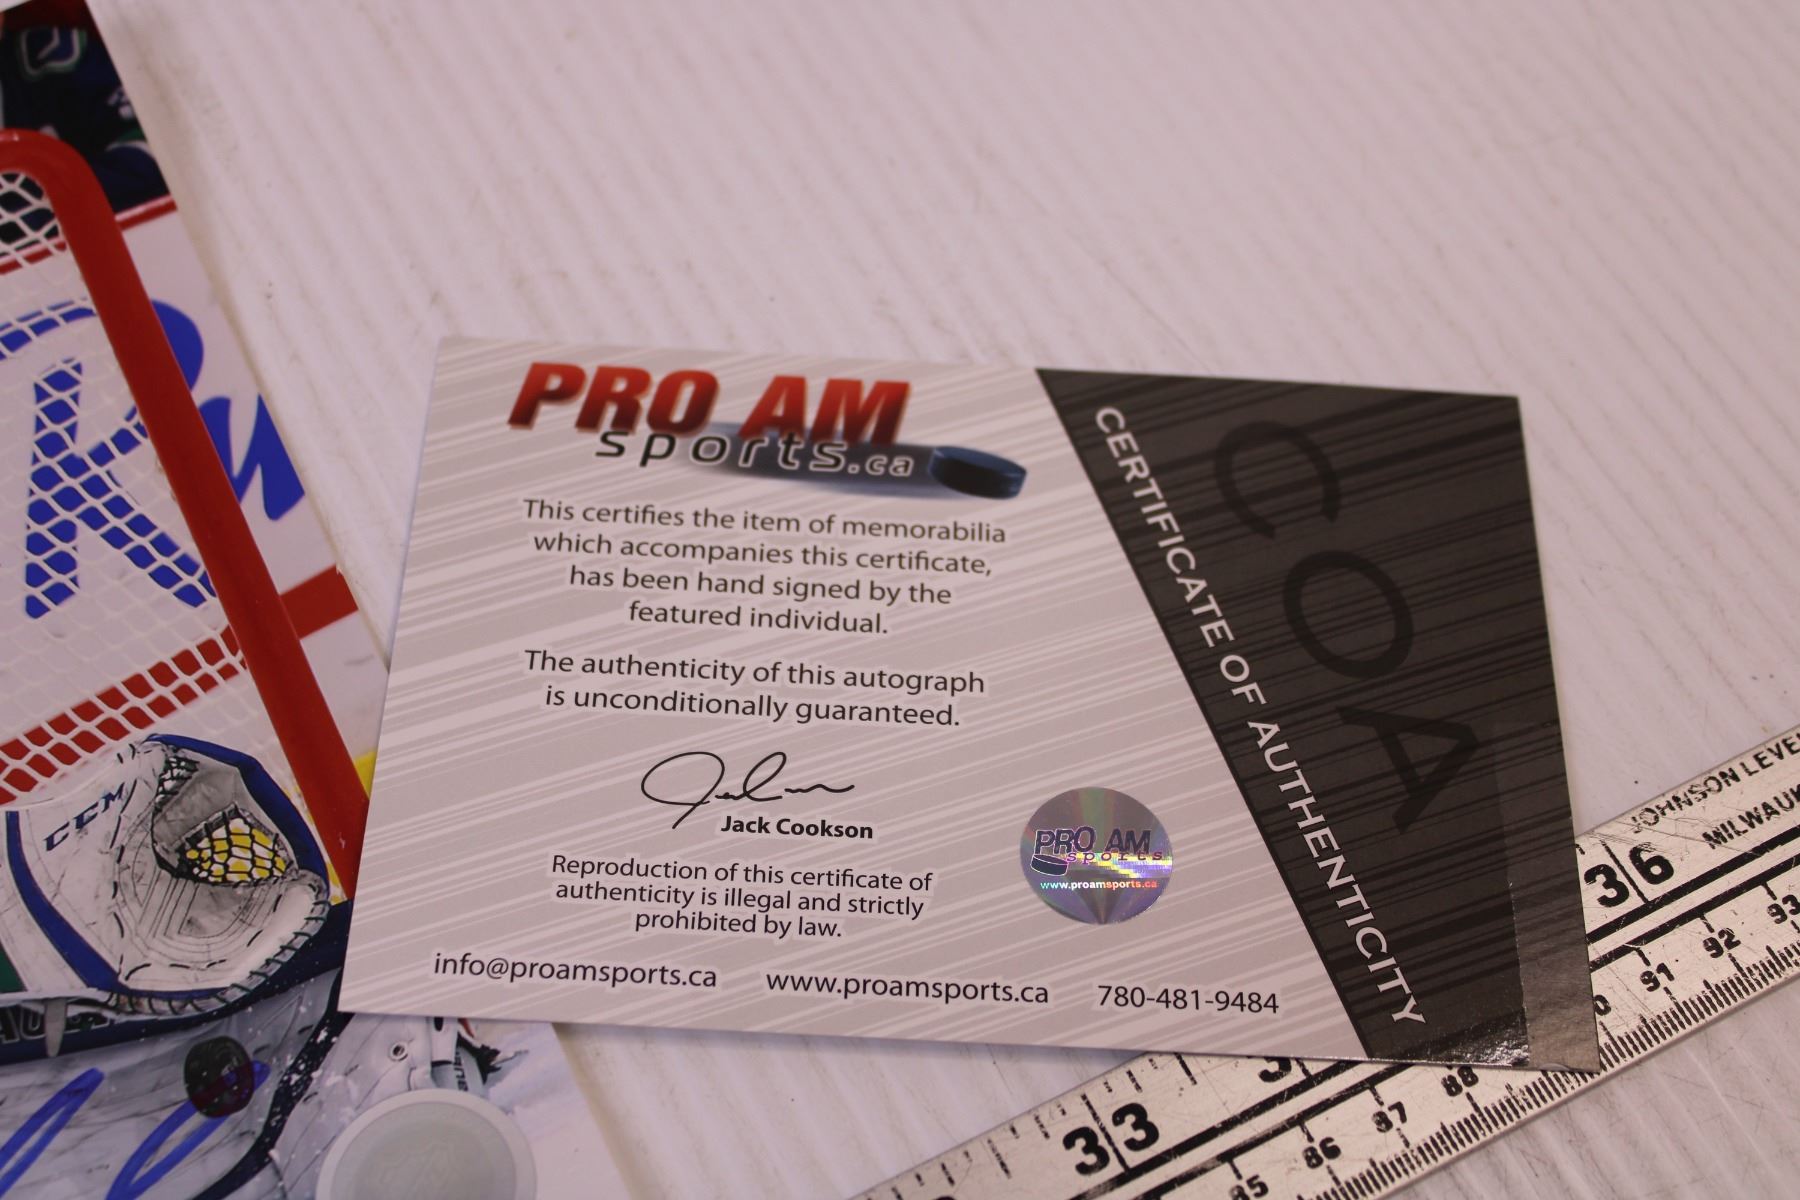 PRO AM
sports.ca
This certifies the item of memorabilia
which accompanies this certificate,
has been hand signed by the
featured individual.
The authenticity of this autograph
is unconditionally guaranteed.
Jack Cookson
Reproduction of this certificate of
authenticity is illegal and strictly
prohibited by law.
info@proamsports.ca www.proamsports.ca 780-481-9484
PRO AM
sports
www.proamsports.ca
CERTIFICATE OF AUTHENTICITY
COA
CCM
JOHNSON LEVEL
36
33
93
92
91
88
87
86
85